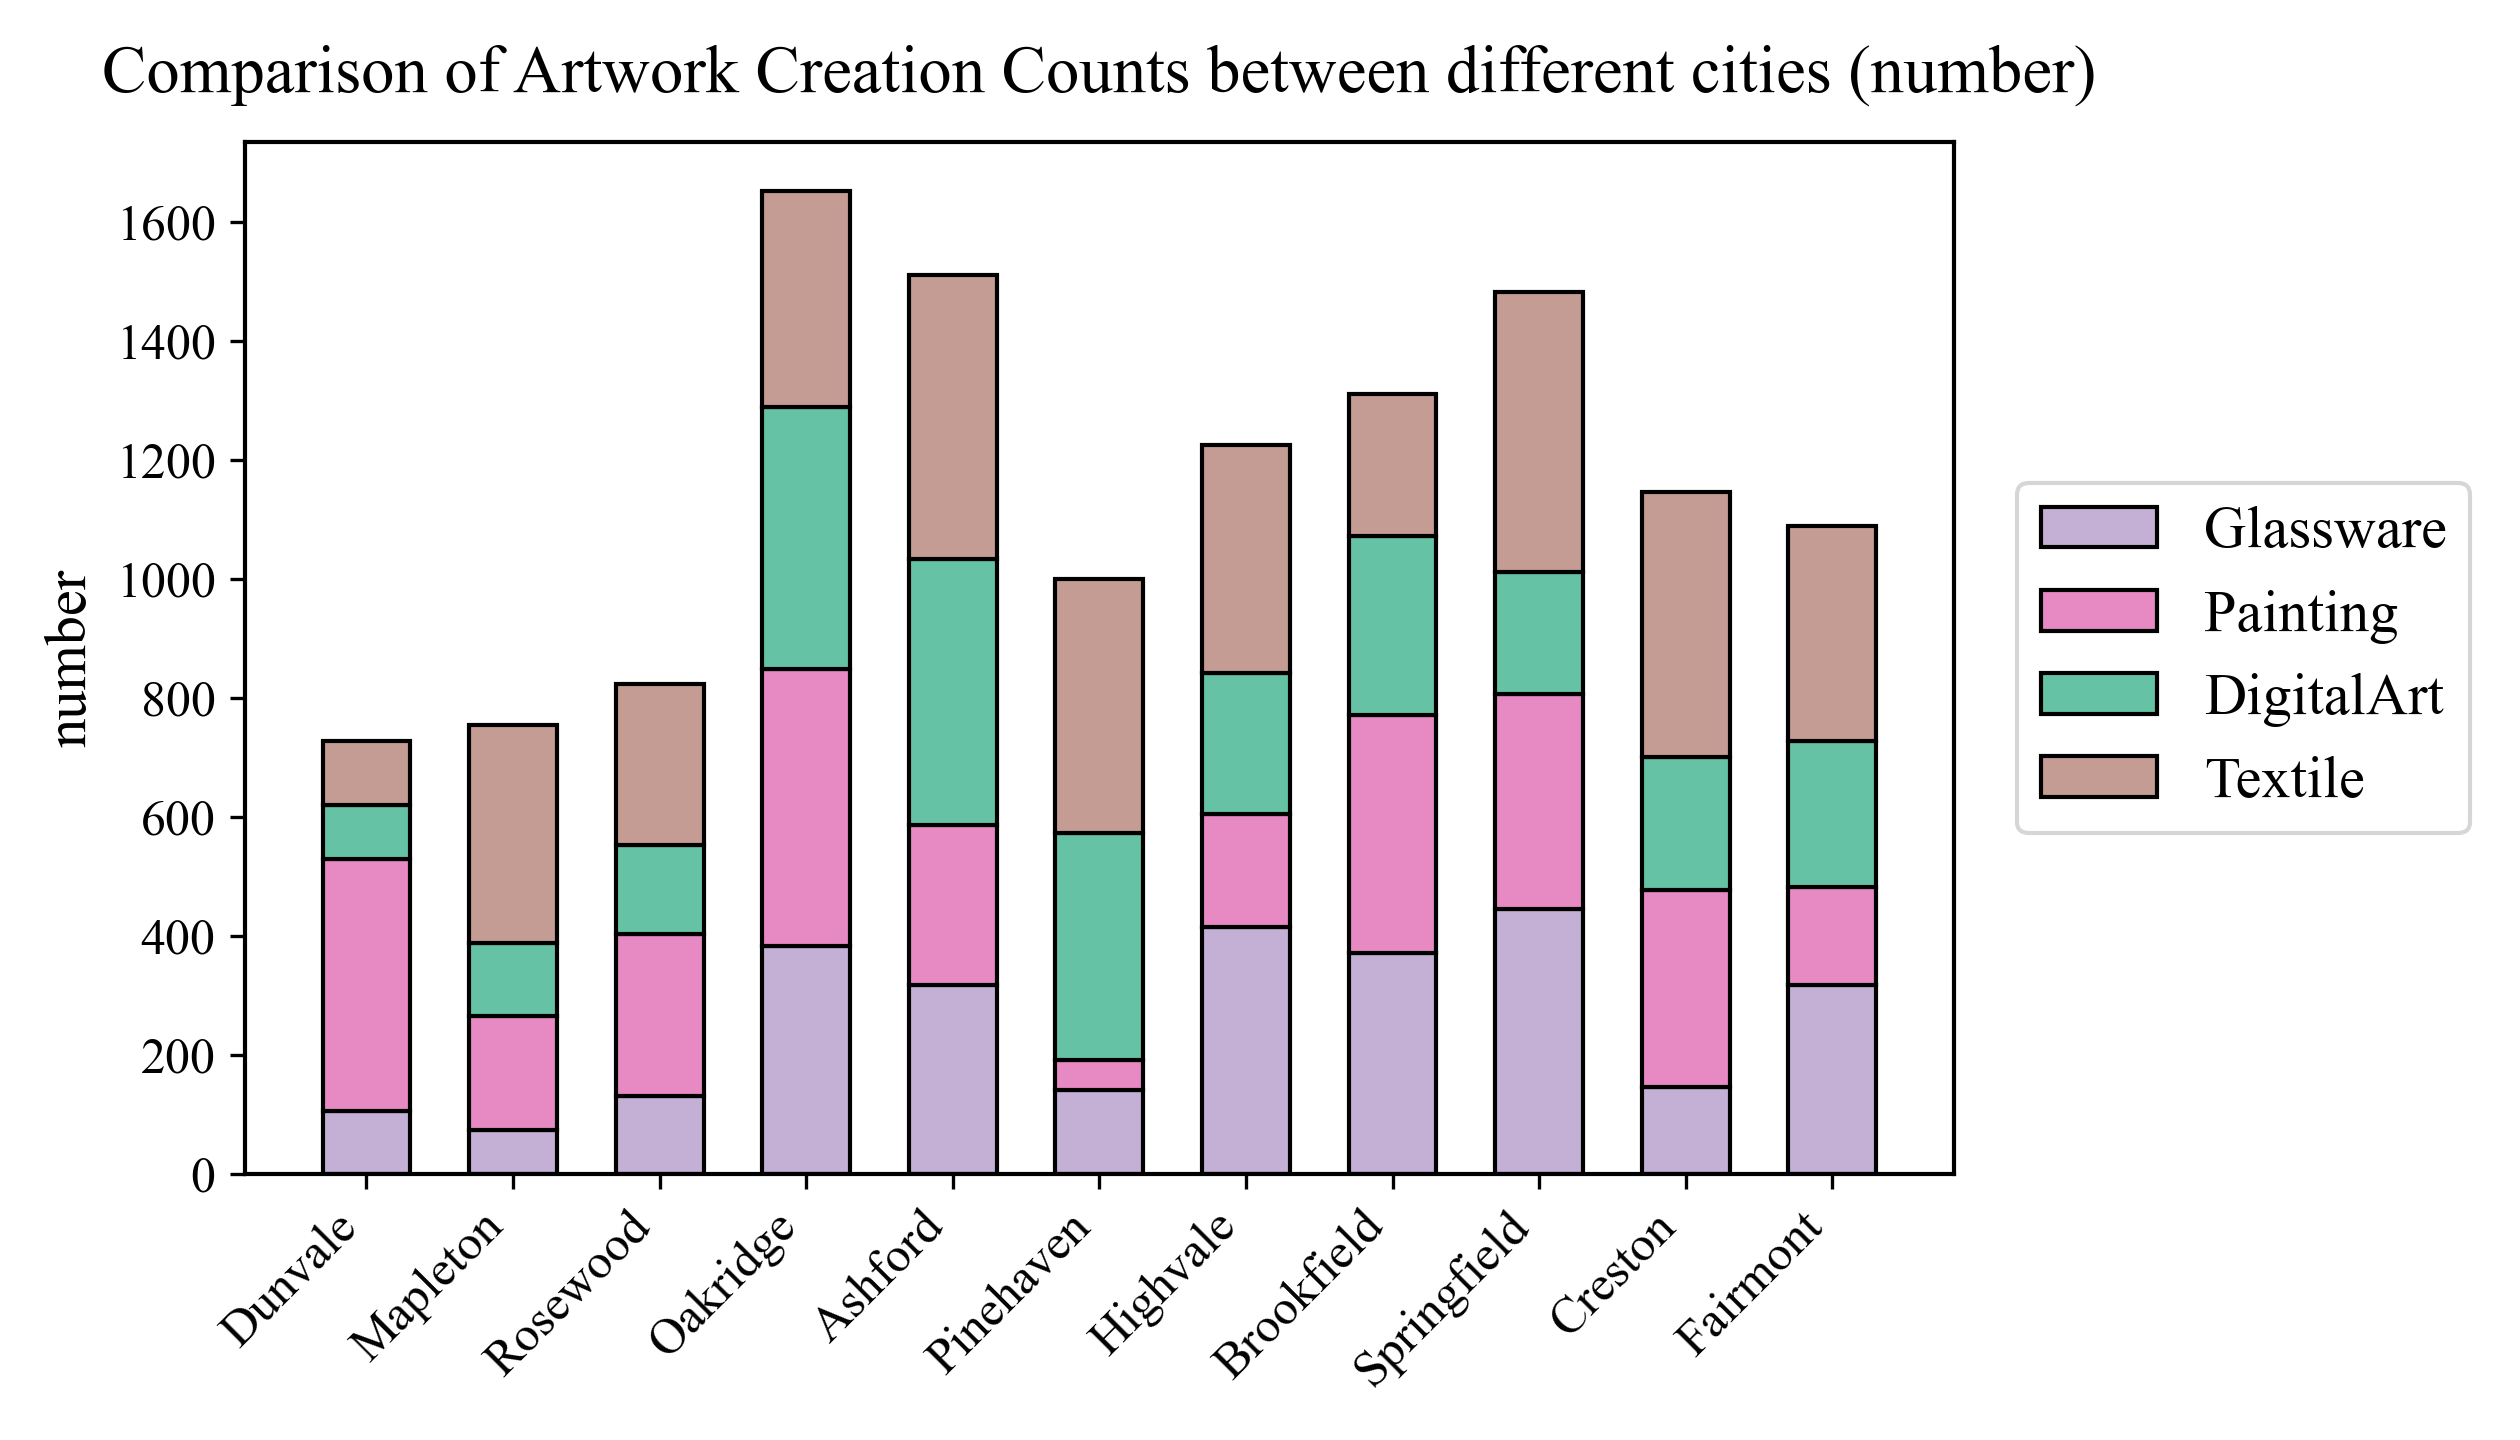 Comparison of Artwork Creation Counts between different cities (number)
number
1600
1400
1200
1000
800
600
400
200
0
Dunvale
Mapleton
Rosewood
Oakridge
Ashford
Pinehaven
Highvale
Brookfield
Springfield
Creston
Fairmont
Glassware
Painting
DigitalArt
Textile